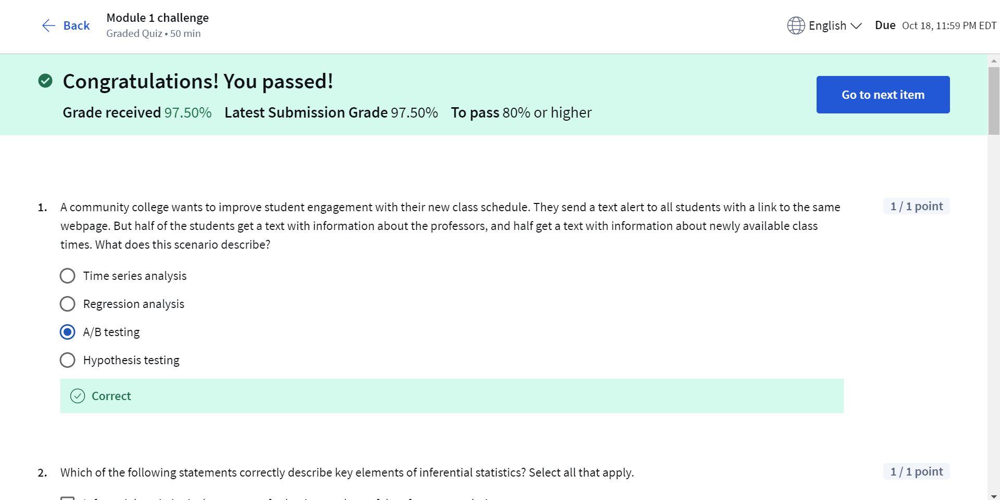 Back
Module 1 challenge
Graded Quiz • 50 min
English
Due Oct 18, 11:59 PM EDT
Congratulations! You passed!
Grade received 97.50% Latest Submission Grade 97.50% To pass 80% or higher
Go to next item
1. A community college wants to improve student engagement with their new class schedule. They send a text alert to all students with a link to the same
webpage. But half of the students get a text with information about the professors, and half get a text with information about newly available class
times. What does this scenario describe?
1 / 1 point
Time series analysis
Regression analysis
A/B testing
Hypothesis testing
Correct
2. Which of the following statements correctly describe key elements of inferential statistics? Select all that apply.
1 / 1 point